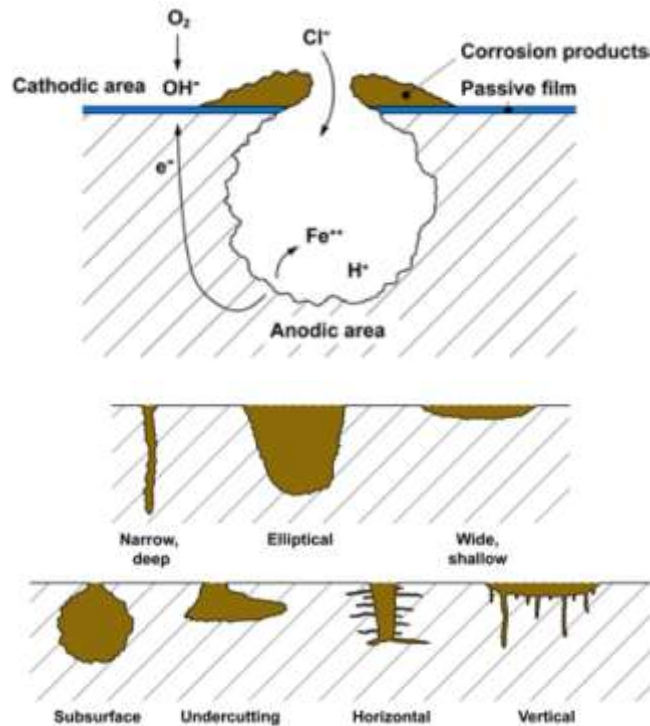 O₂
Cl⁻
Corrosion products
Cathodic area
OH⁻
Passive film
e⁻
Fe⁺⁺
H⁺
Anodic area
Narrow,
deep
Elliptical
Wide,
shallow
Subsurface
Undercutting
Horizontal
Vertical